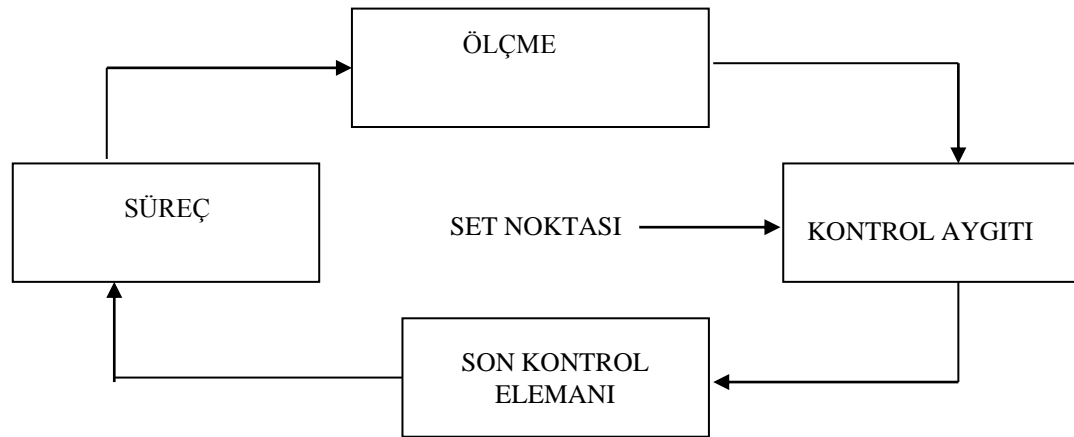 ÖLÇME
SÜREÇ
SET NOKTASI
KONTROL AYGITI
SON KONTROL
ELEMANI